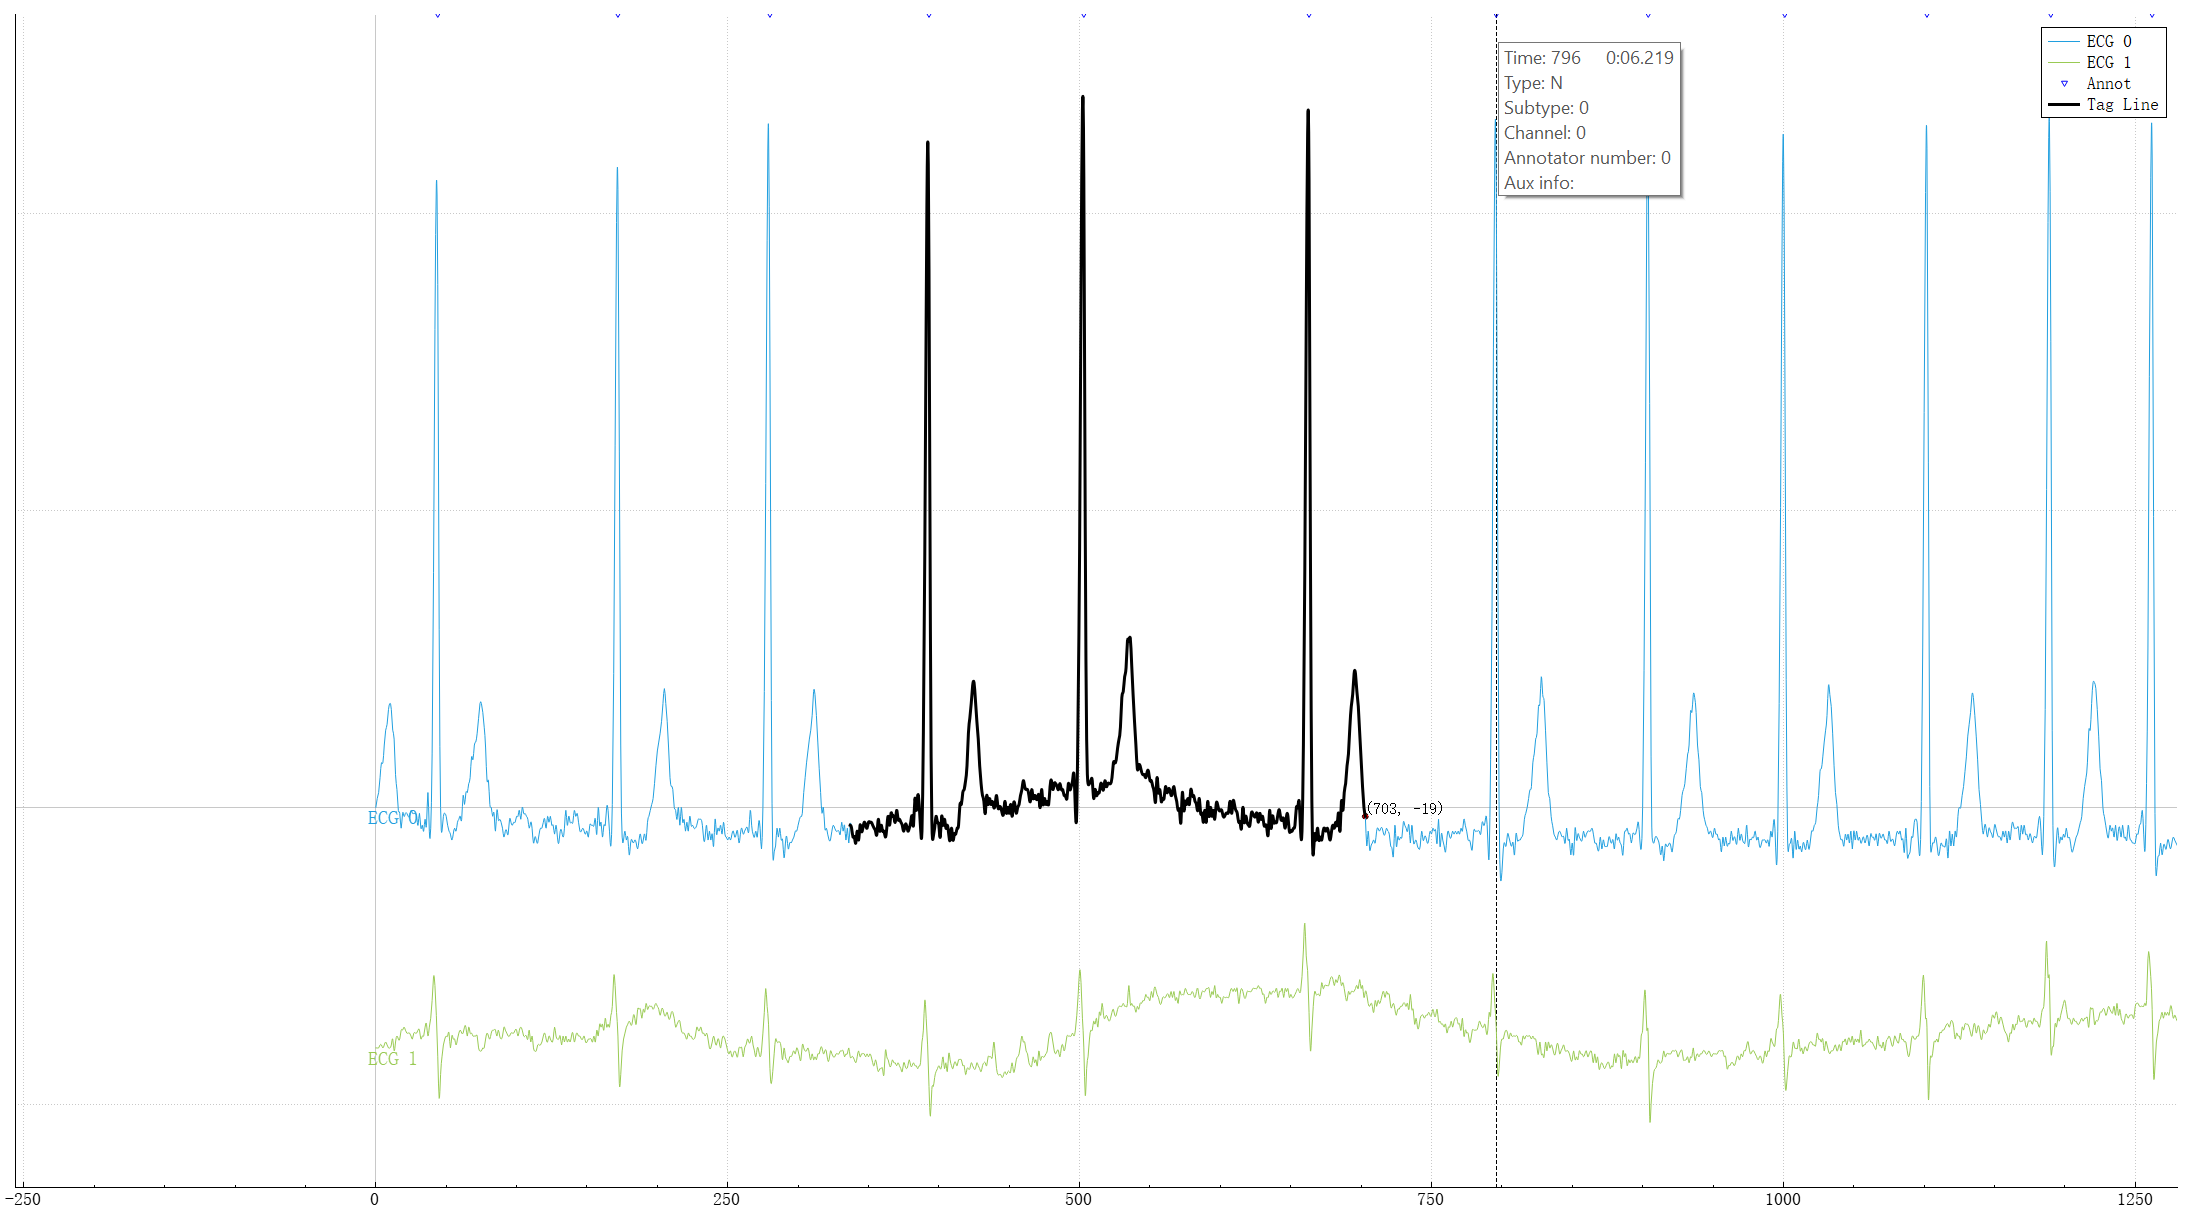 Time: 796 0:06.219
Type: N
Subtype: 0
Channel: 0
Annotator number: 0
Aux info:
ECG 0
ECG 1
Annot
Tag Line
(703, -19)
ECG 0
ECG 1
-250 0 250 500 750 1000 1250